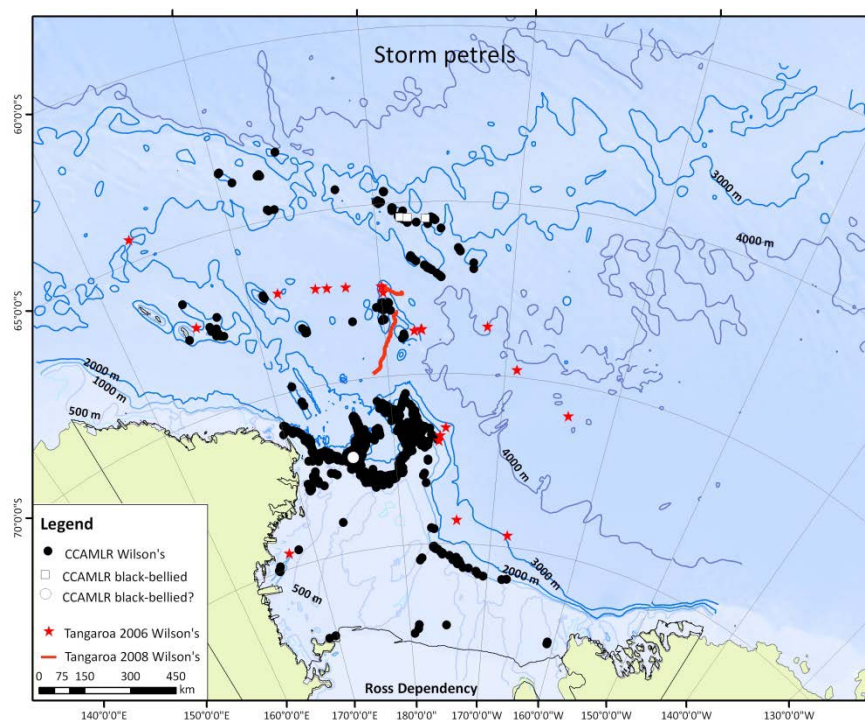 Storm petrels
60°0'0"S
3000 m
4000 m
65°0'0"S
2000 m
1000 m
500 m
4000 m
70°0'0"S
3000 m
2000 m
500 m
Legend
CCAMLR Wilson's
CCAMLR black-bellied
CCAMLR black-bellied?
Tangaroa 2006 Wilson's
Tangaroa 2008 Wilson's
0 75 150 300 450
km
Ross Dependency
140°0'0"E 150°0'0"E 160°0'0"E 170°0'0"E 180°0'0" 170°0'0"W 160°0'0"W 150°0'0"W 140°0'0"W